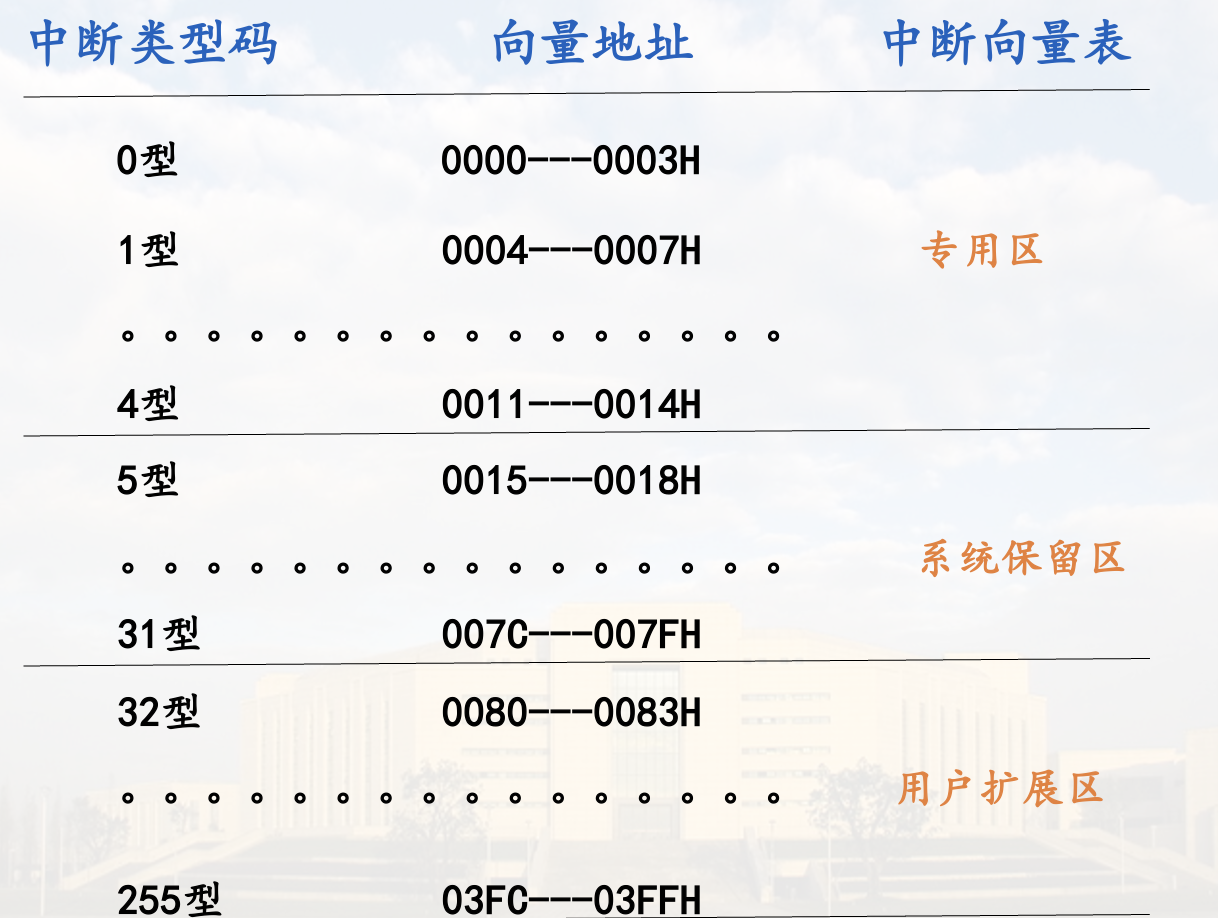 中断类型码 向量地址 中断向量表
0型 0000---0003H
1型 0004---0007H 专用区
。。。。。。。。。。。。。。。。
4型 0011---0014H
5型 0015---0018H
。。。。。。。。。。。。。。。。 系统保留区
31型 007C---007FH
32型 0080---0083H
。。。。。。。。。。。。。。。。 用户扩展区
255型 03FC---03FFH